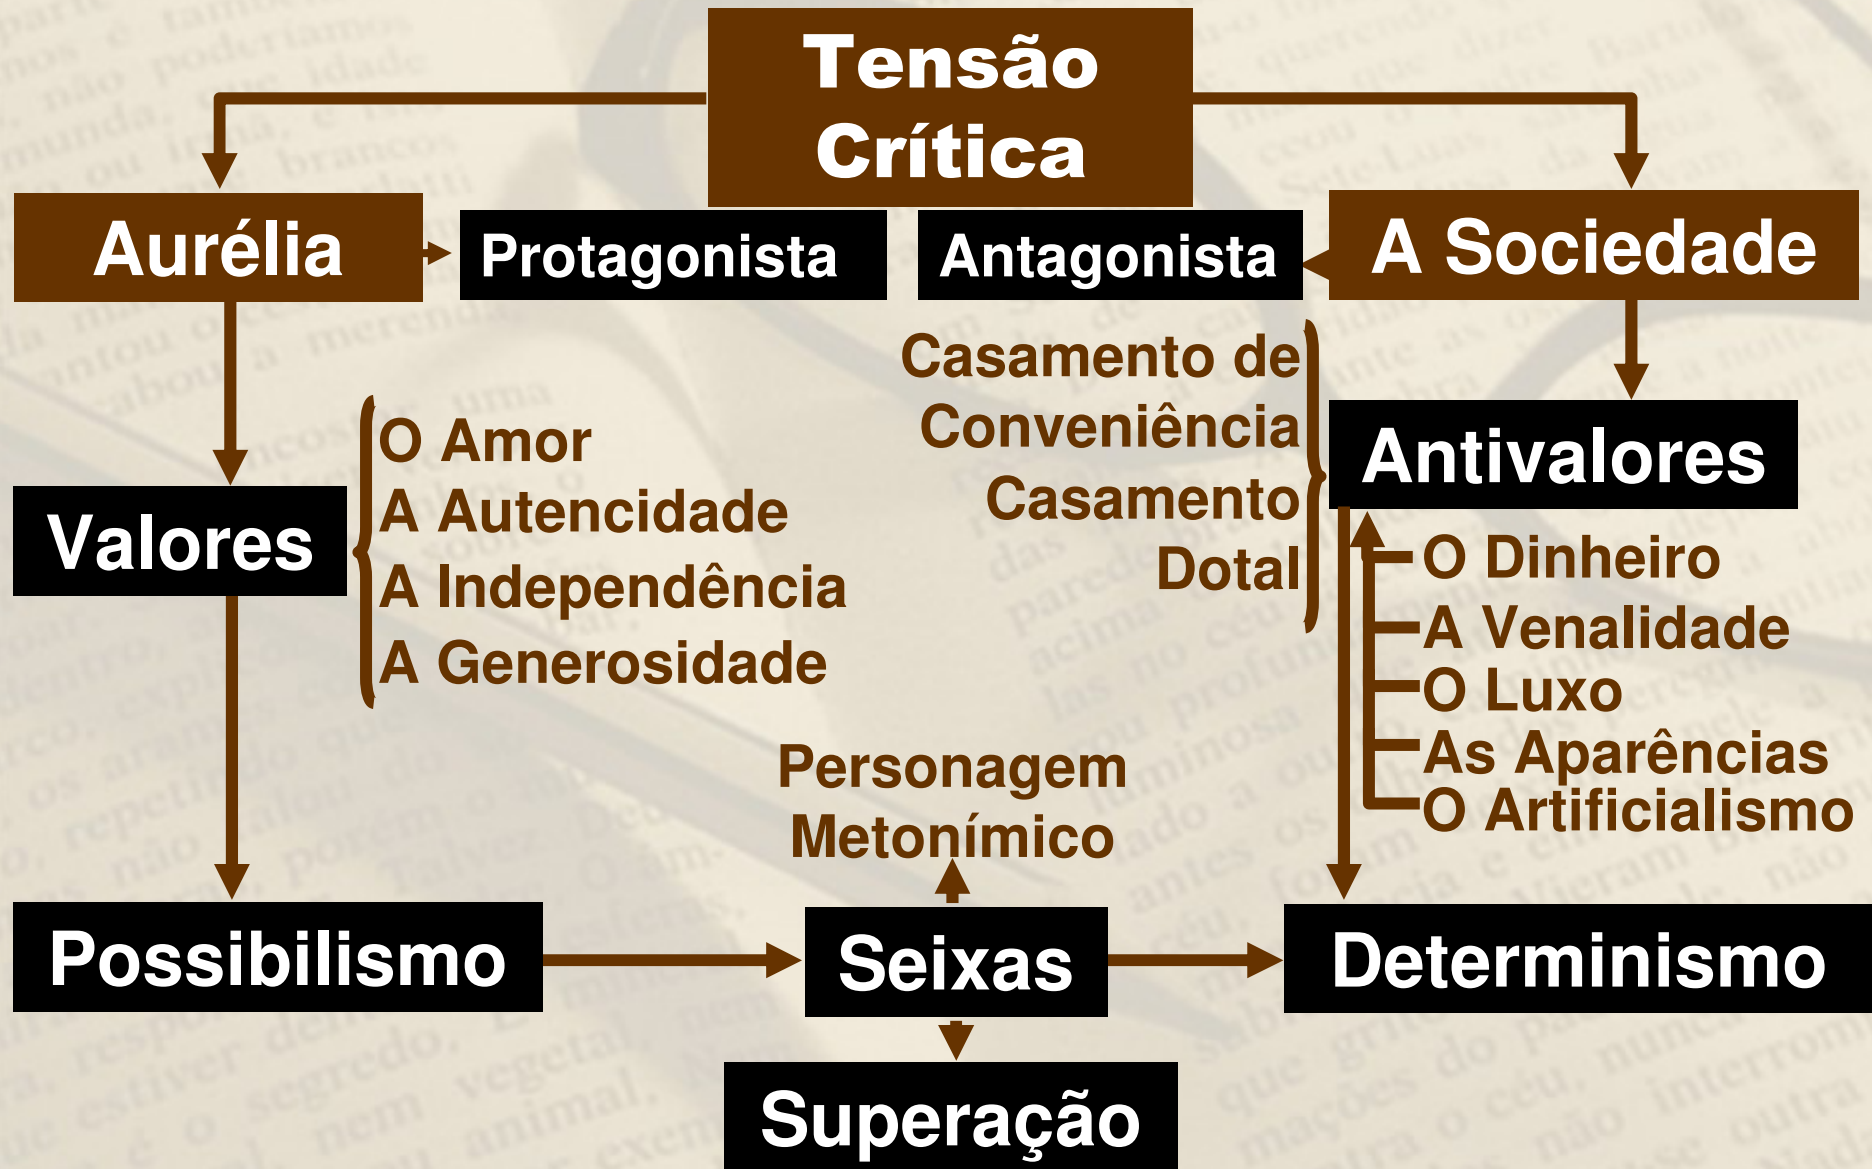 Tensão
Crítica
Aurélia
Protagonista
Antagonista
A Sociedade
Casamento de
Conveniência
Casamento
Dotal
Antivalores
Valores
O Amor
A Autencidade
A Independência
A Generosidade
O Dinheiro
A Venalidade
O Luxo
As Aparências
O Artificialismo
Personagem
Metonímico
Possibilismo
Seixas
Determinismo
Superação